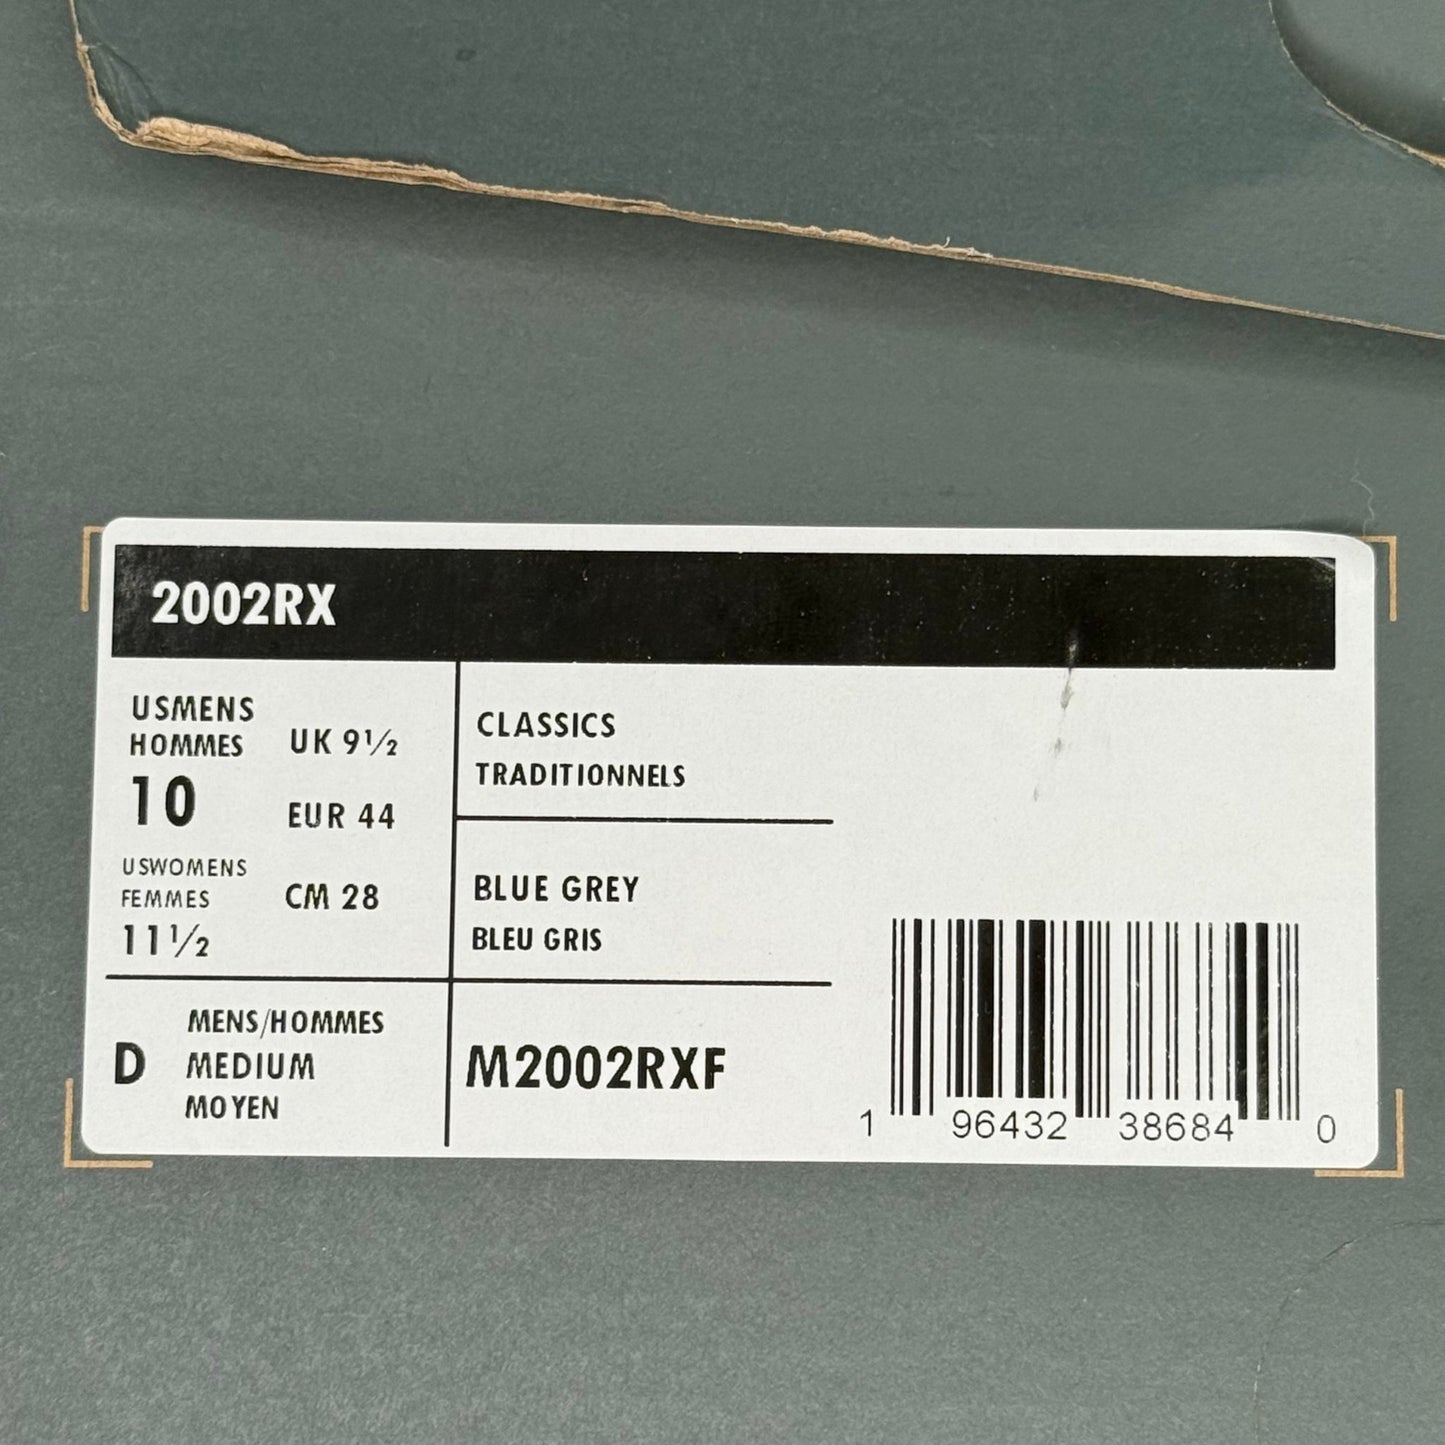 2002RX
USMENS
HOMMES
10
UK 9½
EUR 44
USWOMENS
FEMMES
11½
CM 28
CLASSICS
TRADITIONNELS
BLUE GREY
BLEU GRIS
D
MENS/HOMMES
MEDIUM
MOYEN
M2002RXF
1 96432 38684 0